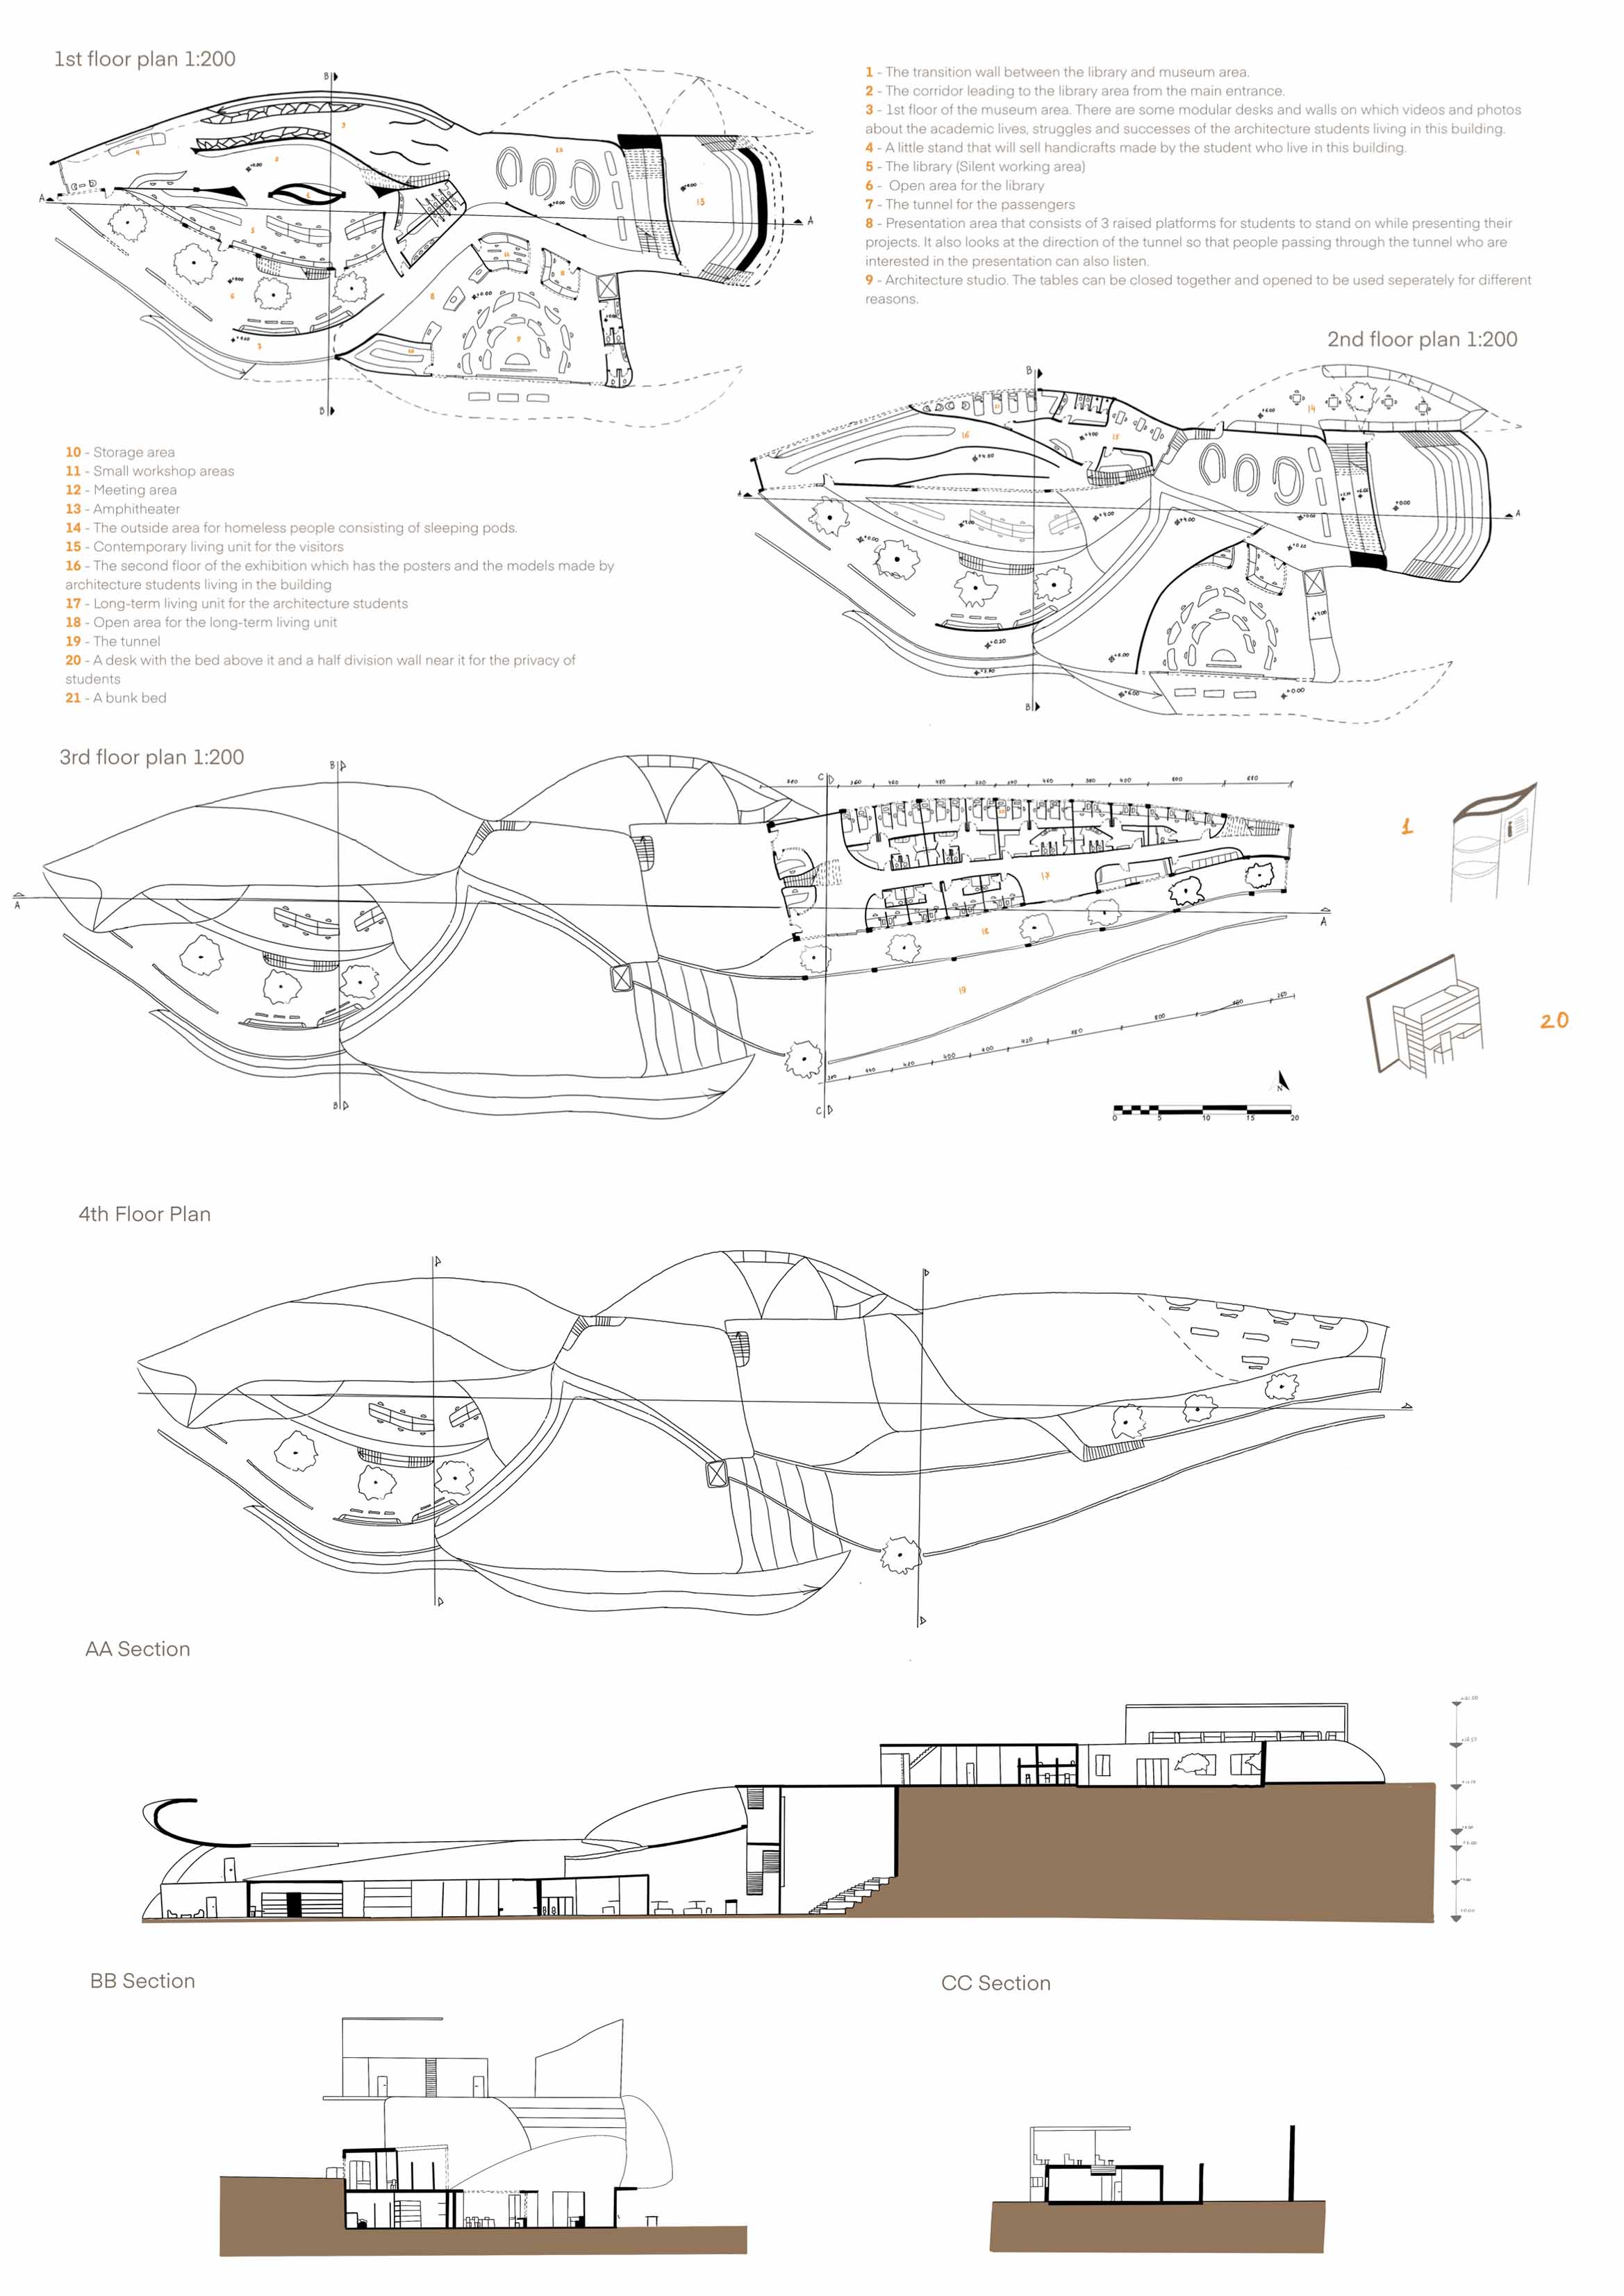 1st floor plan 1:200
1 - The transition wall between the library and museum area.
2 - The corridor leading to the library area from the main entrance.
3 - 1st floor of the museum area. There are some modular desks and walls on which videos and photos
about the academic lives, struggles and successes of the architecture students living in this building.
4 - A little stand that will sell handicrafts made by the student who live in this building.
5 - The library (Silent working area)
6 - Open area for the library
7 - The tunnel for the passengers
8 - Presentation area that consists of 3 raised platforms for students to stand on while presenting their
projects. It also looks at the direction of the tunnel so that people passing through the tunnel who are
interested in the presentation can also listen.
9 - Architecture studio. The tables can be closed together and opened to be used seperately for different
reasons.
B
A
A
B
13
2nd floor plan 1:200
10 - Storage area
11 - Small workshop areas
12 - Meeting area
13 - Amphitheater
14 - The outside area for homeless people consisting of sleeping pods.
15 - Contemporary living unit for the visitors
16 - The second floor of the exhibition which has the posters and the models made by
architecture students living in the building
17 - Long-term living unit for the architecture students
18 - Open area for the long-term living unit
19 - The tunnel
20 - A desk with the bed above it and a half division wall near it for the privacy of
students
21 - A bunk bed
B
14
16
15
A
B
3rd floor plan 1:200
B
C
17
18
19
A
A
B
C
N
0 5 10 15 20
1
20
4th Floor Plan
AA Section
BB Section
CC Section